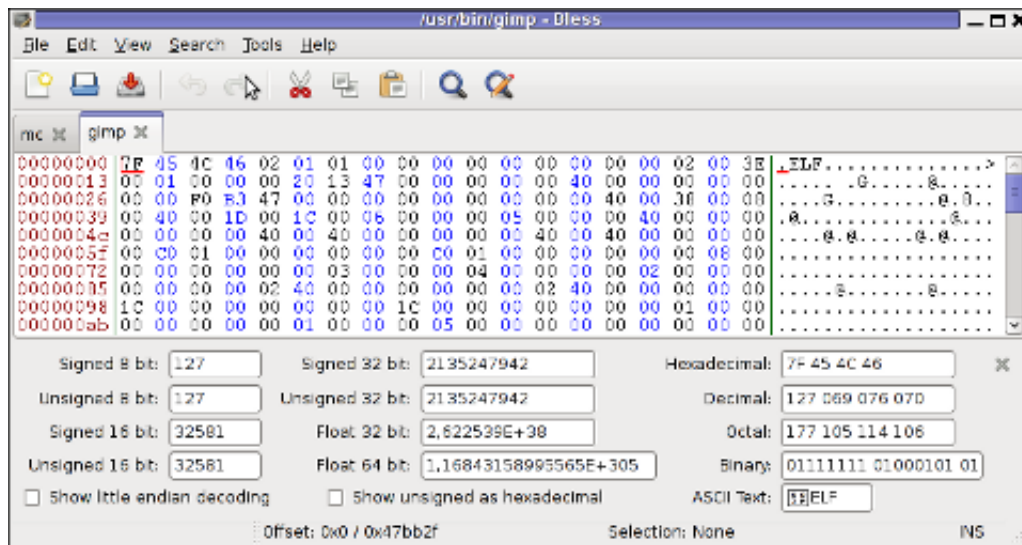 /usr/bin/gimp - Bless
File Edit View Search Tools Help
mc gimp
00000000 7F 45 4C 46 02 01 01 00 00 00 00 00 00 00 00 00 02 00 3E .ELF..............>
00000013 00 01 00 00 00 20 13 47 00 00 00 00 00 40 00 00 00 00 00 ..... .G.....@.....
00000026 00 00 F0 B3 47 00 00 00 00 00 00 00 00 00 40 00 38 00 08 ....G.........@.8..
00000039 00 40 00 1D 00 1C 00 06 00 00 00 05 00 00 00 40 00 00 00 .@.............@...
0000004c 00 00 00 00 40 00 40 00 00 00 00 00 40 00 40 00 00 00 00 ....@.@.....@.@....
0000005f 00 C0 01 00 00 00 00 00 00 C0 01 00 00 00 00 00 00 08 00 ...................
00000072 00 00 00 00 00 00 03 00 00 00 04 00 00 00 00 02 00 00 00 ...................
00000085 00 00 00 00 02 40 00 00 00 00 00 00 02 40 00 00 00 00 00 .....@.......@.....
00000098 1C 00 00 00 00 00 00 00 1C 00 00 00 00 00 00 00 01 00 00 ...................
000000ab 00 00 00 00 00 01 00 00 00 05 00 00 00 00 00 00 00 00 00 ...................
Signed 8 bit: 127 Signed 32 bit: 2135247942 Hexadecimal: 7F 45 4C 46
Unsigned 8 bit: 127 Unsigned 32 bit: 2135247942 Decimal: 127 069 076 070
Signed 16 bit: 32581 Float 32 bit: 2,622539E+38 Octal: 177 105 114 106
Unsigned 16 bit: 32581 Float 64 bit: 1,16843158995565E+305 Binary: 01111111 01000101 01
Show little endian decoding Show unsigned as hexadecimal ASCII Text: ELF
Offset: 0x0 / 0x47bb2f Selection: None INS